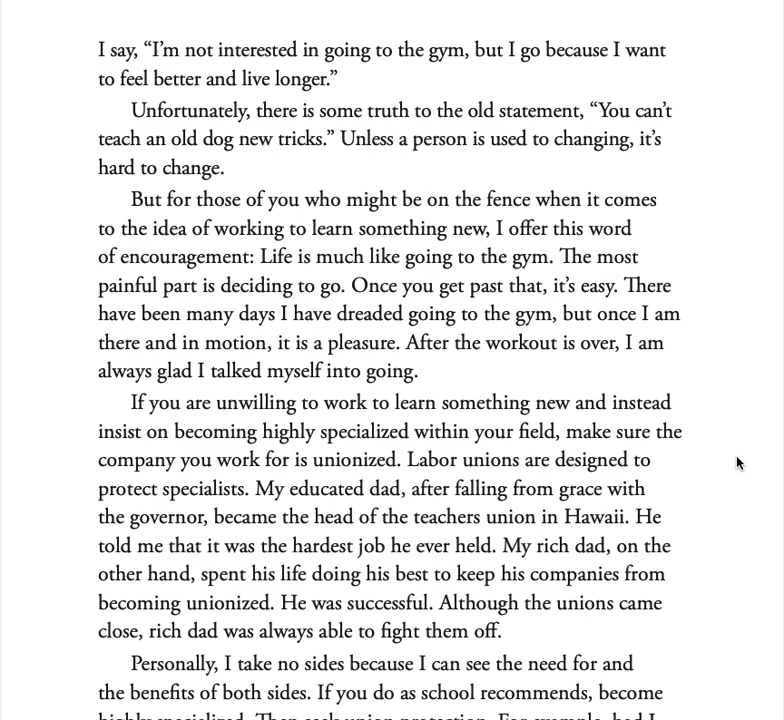 I say, “I’m not interested in going to the gym, but I go because I want
to feel better and live longer.”
Unfortunately, there is some truth to the old statement, “You can’t
teach an old dog new tricks.” Unless a person is used to changing, it’s
hard to change.
But for those of you who might be on the fence when it comes
to the idea of working to learn something new, I offer this word
of encouragement: Life is much like going to the gym. The most
painful part is deciding to go. Once you get past that, it’s easy. There
have been many days I have dreaded going to the gym, but once I am
there and in motion, it is a pleasure. After the workout is over, I am
always glad I talked myself into going.
If you are unwilling to work to learn something new and instead
insist on becoming highly specialized within your field, make sure the
company you work for is unionized. Labor unions are designed to
protect specialists. My educated dad, after falling from grace with
the governor, became the head of the teachers union in Hawaii. He
told me that it was the hardest job he ever held. My rich dad, on the
other hand, spent his life doing his best to keep his companies from
becoming unionized. He was successful. Although the unions came
close, rich dad was always able to fight them off.
Personally, I take no sides because I can see the need for and
the benefits of both sides. If you do as school recommends, become
highly specialized. Then seek union protection. For example, had I